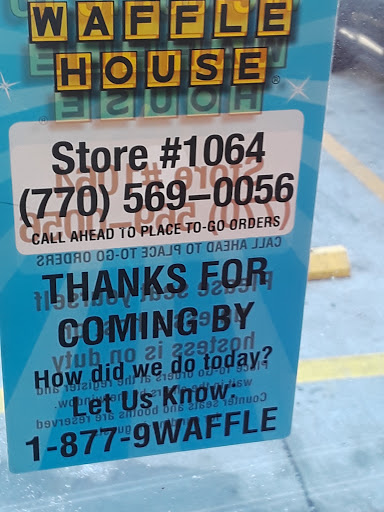 WAFFLE
HOUSE
Store #1064
(770) 569-0056
CALL AHEAD TO PLACE TO-GO ORDERS
THANKS FOR
COMING BY
How did we do today?
Let Us Know.
1-877-9WAFFLE